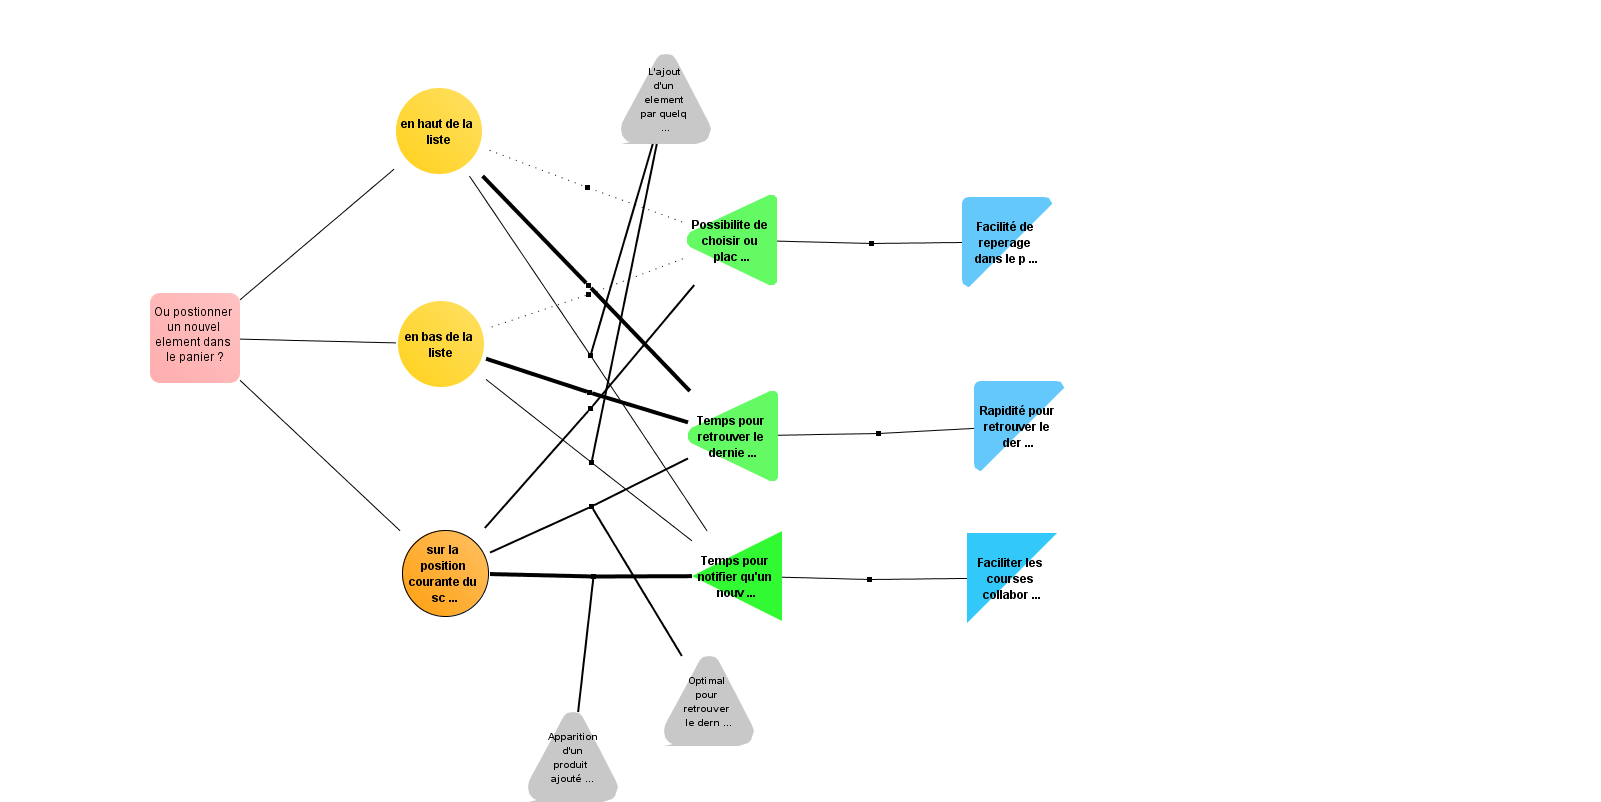 L'ajout
d'un
element
par quelq
...
en haut de la
liste
Possibilite de
choisir ou
plac ...
Facilité de
reperage
dans le p ...
Ou postionner
un nouvel
element dans
le panier ?
en bas de la
liste
Temps pour
retrouver le
dernie ...
Rapidité pour
retrouver le
der ...
sur la
position
courante du
sc ...
Temps pour
notifier qu'un
nouv ...
Faciliter les
courses
collabor ...
Optimal
pour
retrouver
le dern ...
Apparition
d'un
produit
ajouté ...